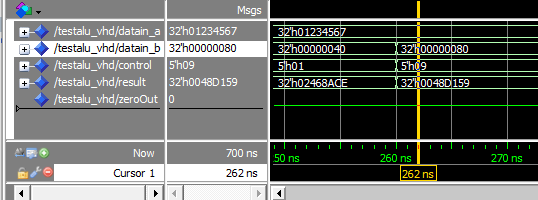 Msgs
/testalu_vhd/datain_a 32'h01234567 32'h01234567
/testalu_vhd/datain_b 32'h00000080 32'h00000040 32'h00000080
/testalu_vhd/control 5'h09 5'h01 5'h09
/testalu_vhd/result 32'h0048D159 32'h02468ACE 32'h0048D159
/testalu_vhd/zeroOut 0
Now 700 ns 50 ns 260 ns 270 ns
Cursor 1 262 ns 262 ns